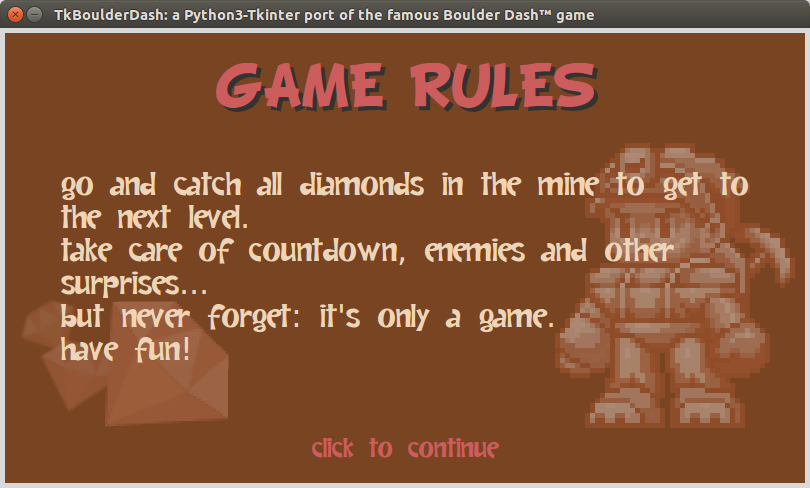 TkBoulderDash: a Python3-Tkinter port of the famous Boulder Dash™ game
GAME RULES
go and catch all diamonds in the mine to get to
the next level.
take care of countdown, enemies and other
surprises...
but never forget: it's only a game.
have fun!
click to continue